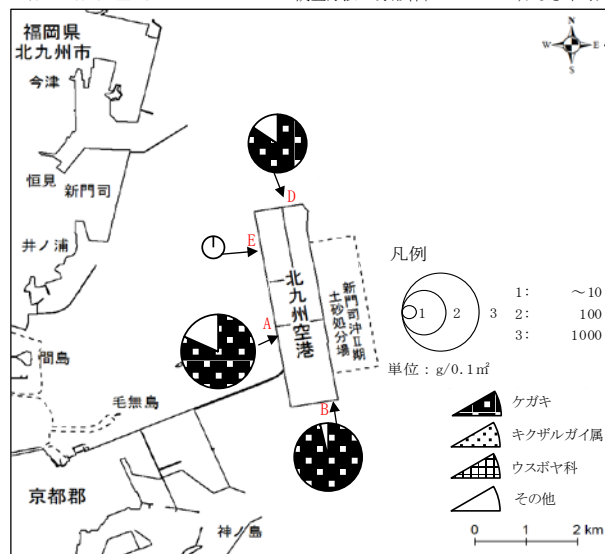 福岡県
北九州市
今津
恒見
新門司
井ノ浦
間島
毛無島
京都郡
神ノ島
N
W
E
S
D
E
A
B
北九州空港
新門司沖Ⅱ期
土砂処分場
凡例
1
2
3
1: ～10
2: 100
3: 1000
単位：g/0.1㎡
ケガキ
キクザルガイ属
ウスボヤ科
その他
0 1 2 km